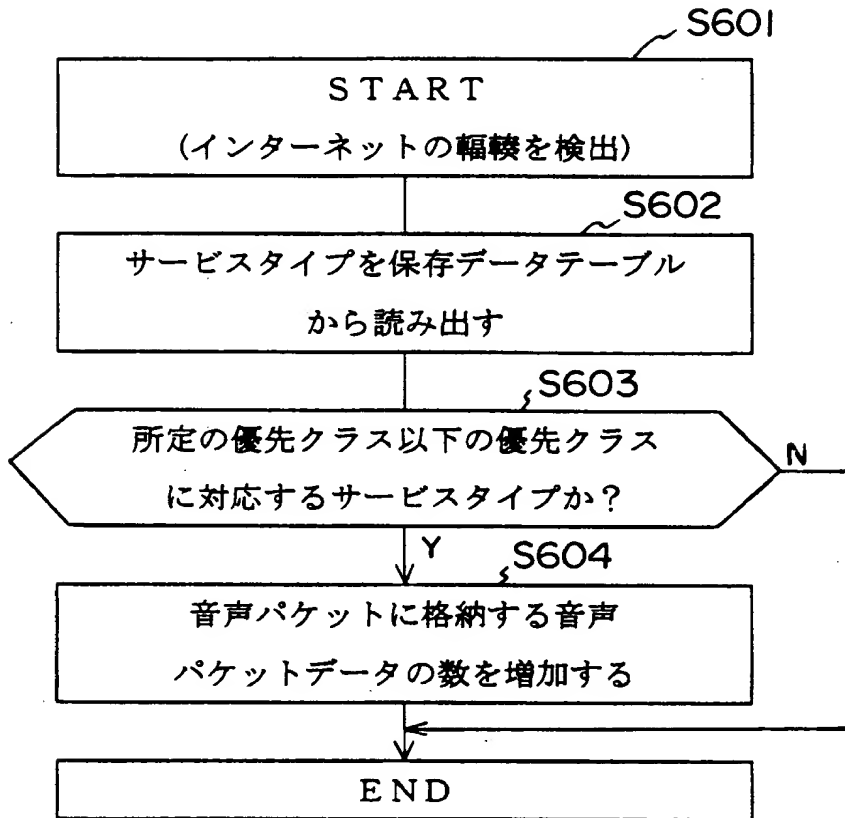 S601
START
(インターネットの輻輳を検出)
S602
サービスタイプを保存データテーブル
から読み出す
S603
所定の優先クラス以下の優先クラス
に対応するサービスタイプか?
N
Y
S604
音声パケットに格納する音声
パケットデータの数を増加する
END